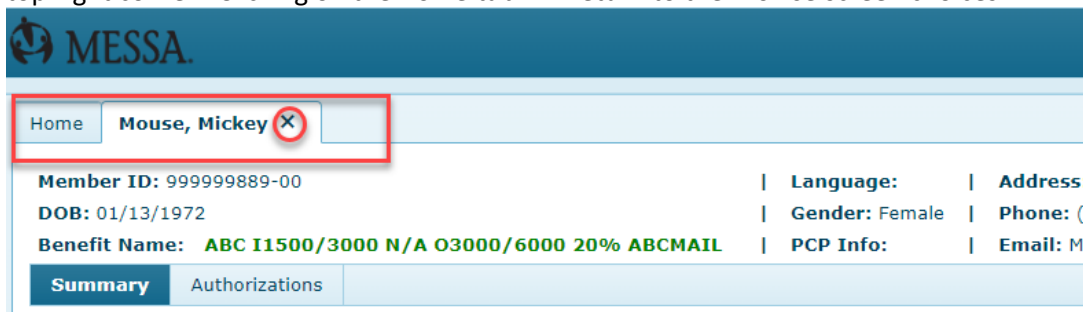 MESSA.
Home Mouse, Mickey X
Member ID: 999999889-00 | Language: | Address
DOB: 01/13/1972 | Gender: Female | Phone: (
Benefit Name: ABC I1500/3000 N/A O3000/6000 20% ABCMAIL | PCP Info: | Email: M
Summary Authorizations